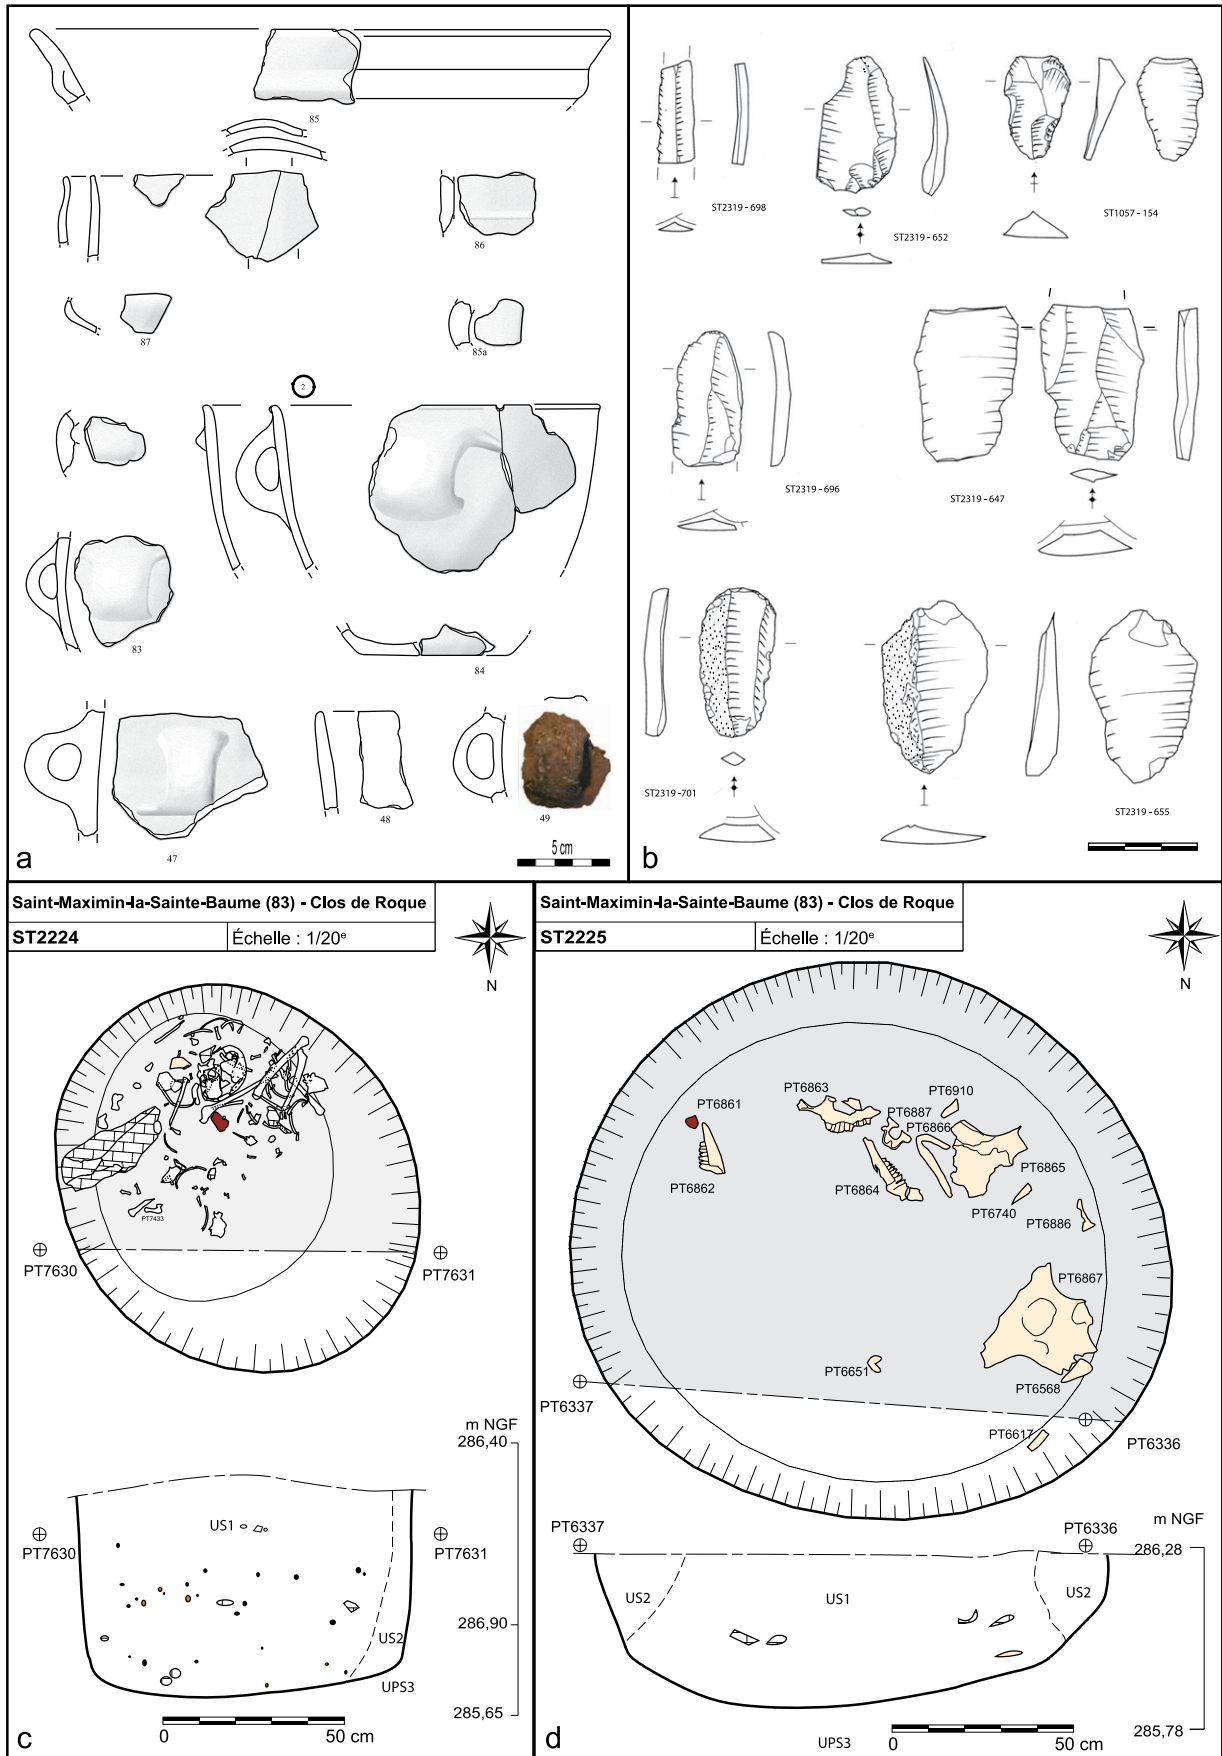 85
86
87
85a
2
83
84
47
48
49
5 cm
a
ST2319 - 698
ST2319 - 652
ST1057 - 154
ST2319 - 696
ST2319 - 647
ST2319 - 701
ST2319 - 655
b
Saint-Maximin-la-Sainte-Baume (83) - Clos de Roque
ST2224 Échelle : 1/20e
N
PT7433
PT7630
PT7631
m NGF
286,40
US1
PT7630
PT7631
286,90
US2
UPS3
285,65
0 50 cm
c
Saint-Maximin-la-Sainte-Baume (83) - Clos de Roque
ST2225 Échelle : 1/20e
N
PT6863
PT6910
PT6861
PT6887
PT6866
PT6865
PT6862
PT6864
PT6740
PT6886
PT6867
PT6651
PT6568
PT6337
PT6617
PT6336
PT6337
PT6336
m NGF
286,28
US2
US1
US2
285,78
UPS3
0 50 cm
d